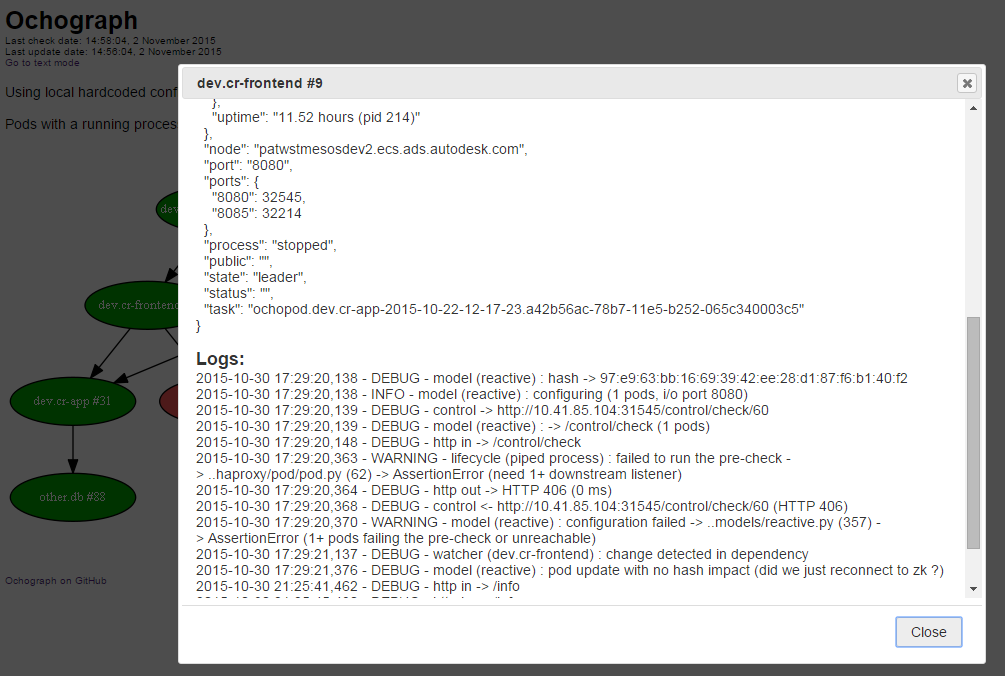 Ochograph
Last check date: 14:58:04, 2 November 2015
Last update date: 14:56:04, 2 November 2015
Go to text mode
Using local hardcoded conf
Pods with a running proces
dev.
dev.cr-frontend
dev.cr-app #31
other.db #88
Ochograph on GitHub
dev.cr-frontend #9
},
"uptime": "11.52 hours (pid 214)"
},
"node": "patwstmesosdev2.ecs.ads.autodesk.com",
"port": "8080",
"ports": {
"8080": 32545,
"8085": 32214
},
"process": "stopped",
"public": "",
"state": "leader",
"status": "",
"task": "ochopod.dev.cr-app-2015-10-22-12-17-23.a42b56ac-78b7-11e5-b252-065c340003c5"
}
Logs:
2015-10-30 17:29:20,138 - DEBUG - model (reactive) : hash -> 97:e9:63:bb:16:69:39:42:ee:28:d1:87:f6:b1:40:f2
2015-10-30 17:29:20,138 - INFO - model (reactive) : configuring (1 pods, i/o port 8080)
2015-10-30 17:29:20,139 - DEBUG - control -> http://10.41.85.104:31545/control/check/60
2015-10-30 17:29:20,139 - DEBUG - model (reactive) : -> /control/check (1 pods)
2015-10-30 17:29:20,148 - DEBUG - http in -> /control/check
2015-10-30 17:29:20,363 - WARNING - lifecycle (piped process) : failed to run the pre-check -
> ..haproxy/pod/pod.py (62) -> AssertionError (need 1+ downstream listener)
2015-10-30 17:29:20,364 - DEBUG - http out -> HTTP 406 (0 ms)
2015-10-30 17:29:20,368 - DEBUG - control <- http://10.41.85.104:31545/control/check/60 (HTTP 406)
2015-10-30 17:29:20,370 - WARNING - model (reactive) : configuration failed -> ..models/reactive.py (357) -
> AssertionError (1+ pods failing the pre-check or unreachable)
2015-10-30 17:29:21,137 - DEBUG - watcher (dev.cr-frontend) : change detected in dependency
2015-10-30 17:29:21,376 - DEBUG - model (reactive) : pod update with no hash impact (did we just reconnect to zk ?)
2015-10-30 21:25:41,462 - DEBUG - http in -> /info
Close